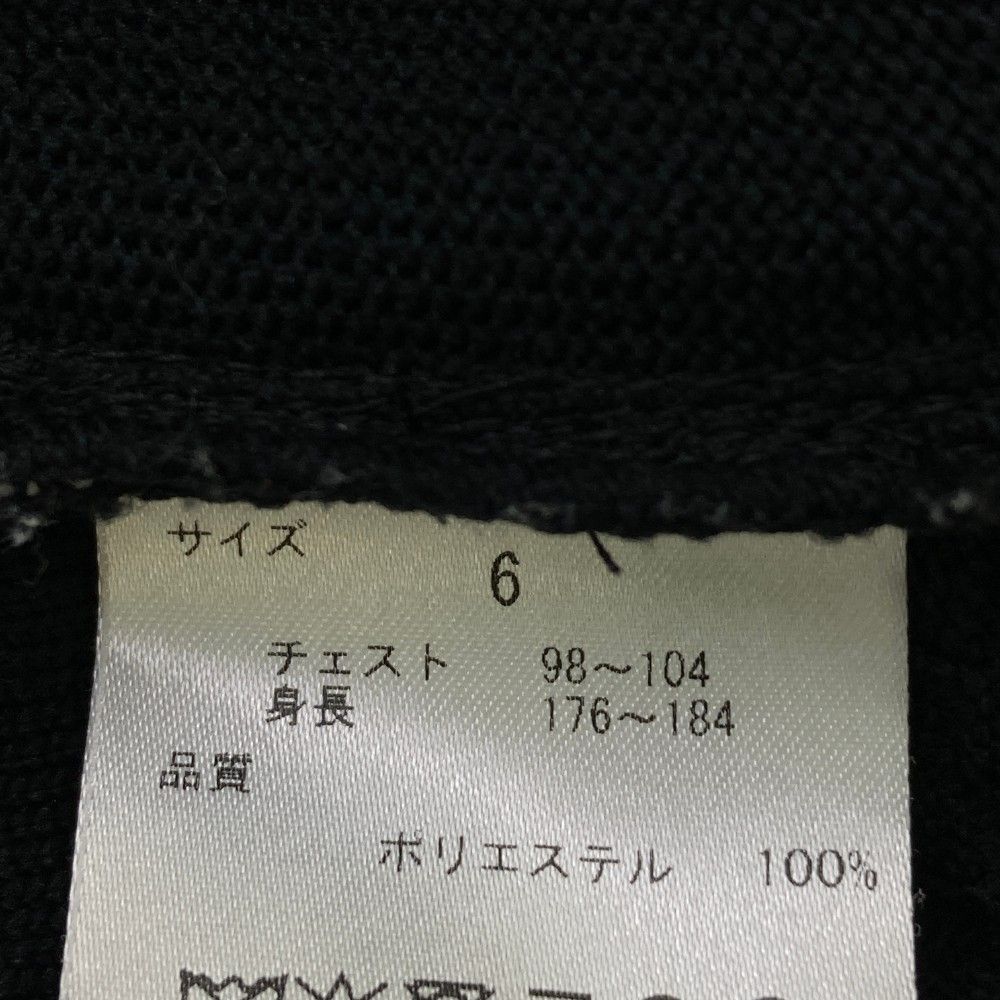 サイズ 6
チェスト 98～104
身長 176～184
品質
ポリエステル 100%